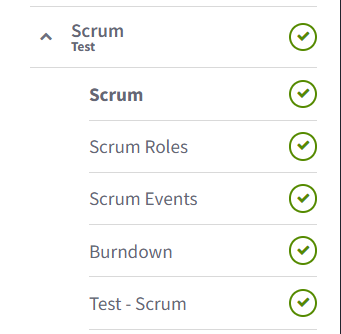 Scrum
Test
Scrum
Scrum Roles
Scrum Events
Burndown
Test - Scrum